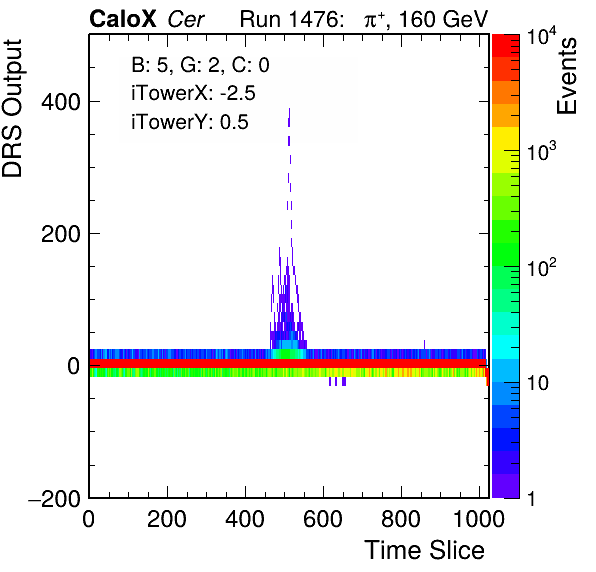 CaloX Cer Run 1476: π⁺, 160 GeV
B: 5, G: 2, C: 0
iTowerX: -2.5
iTowerY: 0.5
DRS Output
400
200
0
−200
0 200 400 600 800 1000
Time Slice
Events
10⁴
10³
10²
10
1